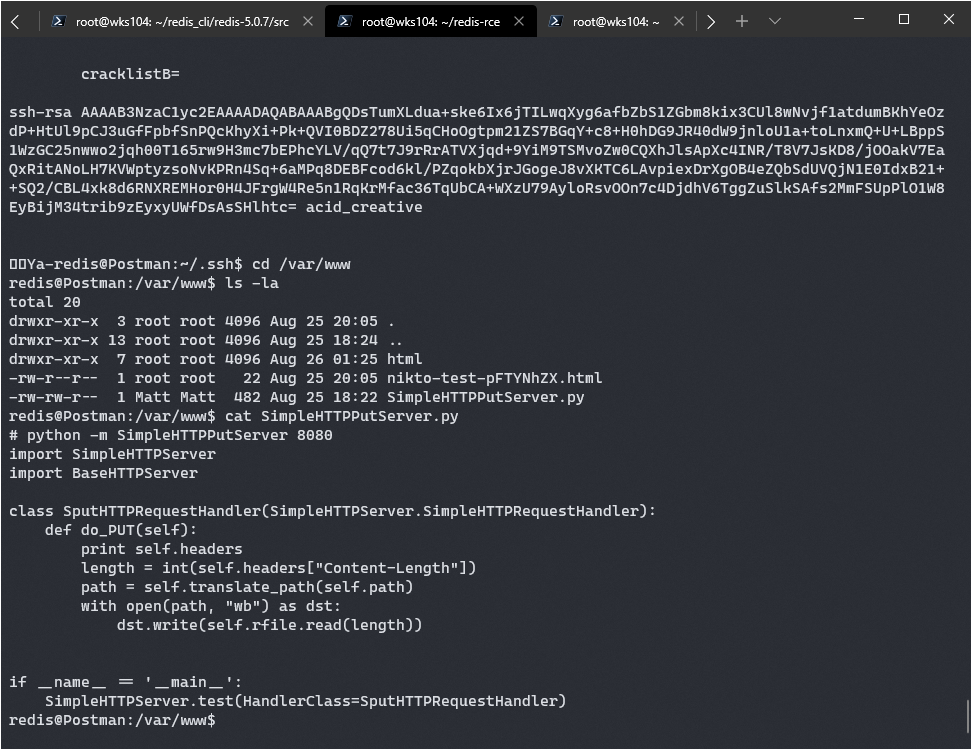 root@wks104: ~/redis_cli/redis-5.0.7/src
root@wks104: ~/redis-rce
root@wks104: ~
cracklistB=
ssh-rsa AAAAB3NzaC1yc2EAAAADAQABAAABgQDsTumXLdua+ske6Ix6jTILwqXyg6afbZbS1ZGbm8kix3CUl8wNvjf1atdumBKhYeOz
dP+HtUl9pCJ3uGfFpbfSnPQcKhyXi+Pk+QVI0BDZ278Ui5qCHoOgtpm21ZS7BGqY+c8+H0hDG9JR40dW9jnloU1a+toLnxmQ+U+LBppS
1WzGC25nwwo2jqh00T165rw9H3mc7bEPhcYLV/qQ7t7J9rRrATVXjqd+9YiM9TSMvoZw0CQXhJlsApXc4INR/T8V7JsKD8/jOOakV7Ea
QxRitANoLH7KVWptyzsoNvKPRn4Sq+6aMPq8DEBFcod6kl/PZqokbXjrJGogeJ8vXKTC6LAvpiexDrXgOB4eZQbSdUVQjN1E0IdxB21+
+SQ2/CBL4xk8d6RNXREMHor0H4JFrgW4Re5n1RqKrMfac36TqUbCA+WXzU79AyloRsvOOn7c4DjdhV6TggZuSlkSAfs2MmFSUpPlO1W8
EyBijM34trib9zEyxyUWfDsAsSHlhtc= acid_creative
Ya-redis@Postman:~/.ssh$ cd /var/www
redis@Postman:/var/www$ ls -la
total 20
drwxr-xr-x  3 root root 4096 Aug 25 20:05 .
drwxr-xr-x 13 root root 4096 Aug 25 18:24 ..
drwxr-xr-x  7 root root 4096 Aug 26 01:25 html
-rw-r--r--  1 root root   22 Aug 25 20:05 nikto-test-pFTYNhZX.html
-rw-rw-r--  1 Matt Matt  482 Aug 25 18:22 SimpleHTTPPutServer.py
redis@Postman:/var/www$ cat SimpleHTTPPutServer.py
# python -m SimpleHTTPPutServer 8080
import SimpleHTTPServer
import BaseHTTPServer
class SputHTTPRequestHandler(SimpleHTTPServer.SimpleHTTPRequestHandler):
    def do_PUT(self):
        print self.headers
        length = int(self.headers["Content-Length"])
        path = self.translate_path(self.path)
        with open(path, "wb") as dst:
            dst.write(self.rfile.read(length))
if __name__ == '__main__':
    SimpleHTTPServer.test(HandlerClass=SputHTTPRequestHandler)
redis@Postman:/var/www$